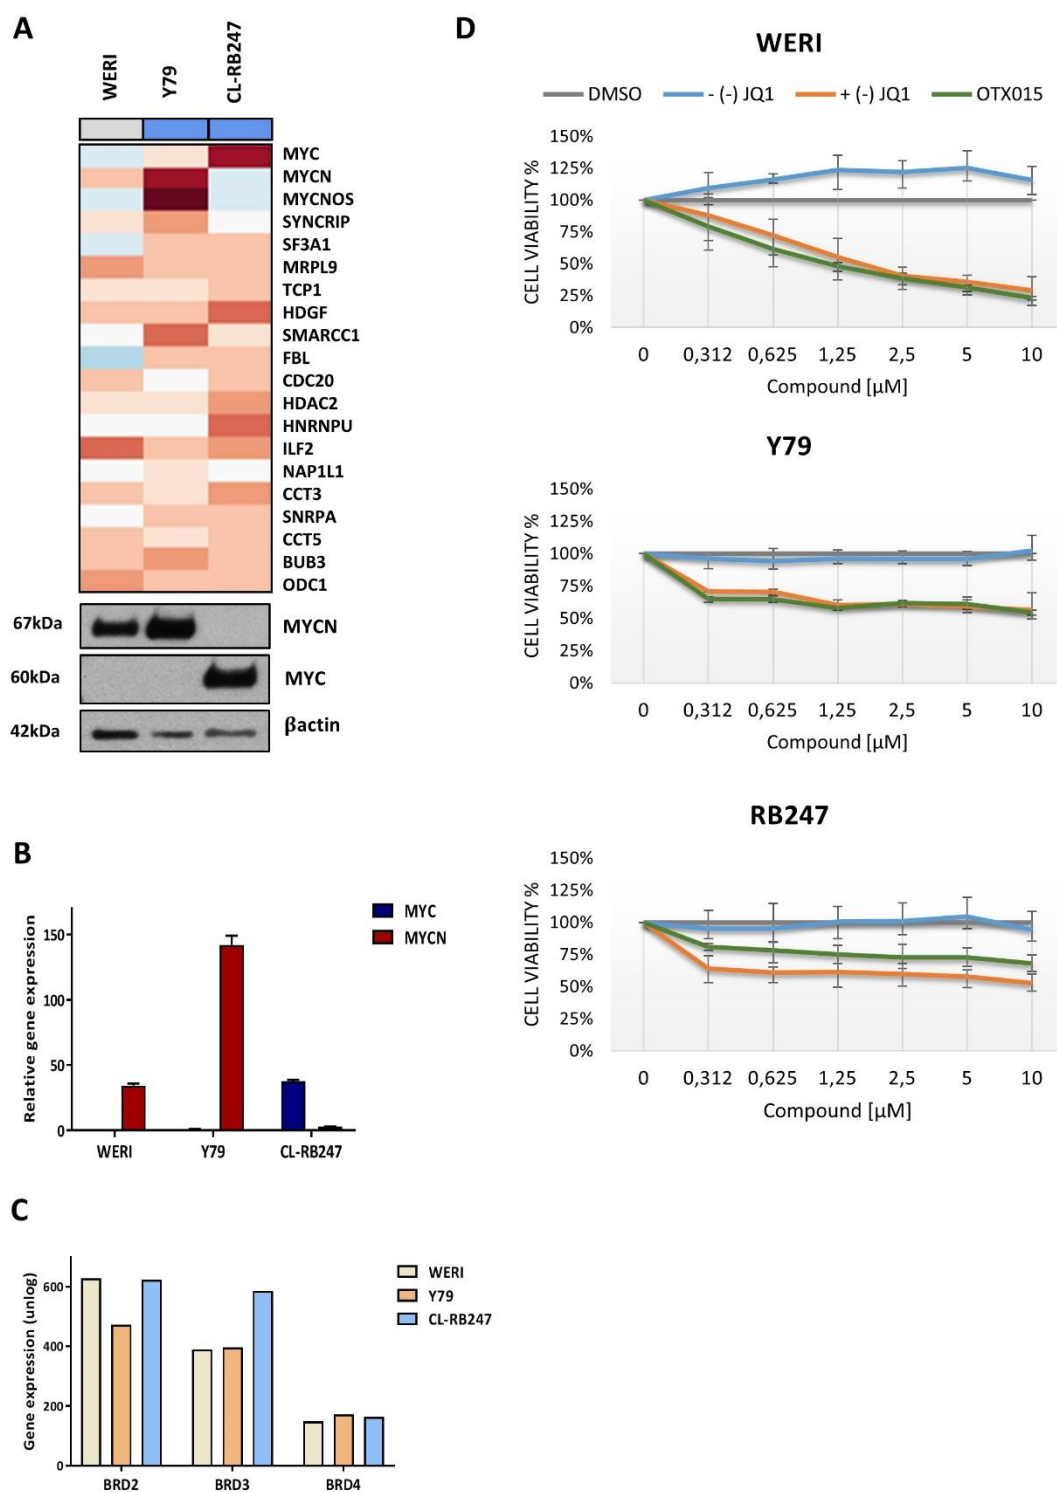 A
WERI
Y79
CL-RB247
MYC
MYCN
MYCNOS
SYNCRIP
SF3A1
MRPL9
TCP1
HDGF
SMARCC1
FBL
CDC20
HDAC2
HNRNPU
ILF2
NAP1L1
CCT3
SNRPA
CCT5
BUB3
ODC1
67kDa
MYCN
60kDa
MYC
42kDa
βactin
B
Relative gene expression
150
100
50
0
WERI
Y79
CL-RB247
MYC
MYCN
C
Gene expression (unlog)
600
400
200
0
BRD2
BRD3
BRD4
WERI
Y79
CL-RB247
D
WERI
DMSO
- (-) JQ1
+ (-) JQ1
OTX015
CELL VIABILITY %
150%
125%
100%
75%
50%
25%
0%
0 0,312 0,625 1,25 2,5 5 10
Compound [µM]
Y79
CELL VIABILITY %
150%
125%
100%
75%
50%
25%
0%
0 0,312 0,625 1,25 2,5 5 10
Compound [µM]
RB247
CELL VIABILITY %
150%
125%
100%
75%
50%
25%
0%
0 0,312 0,625 1,25 2,5 5 10
Compound [µM]